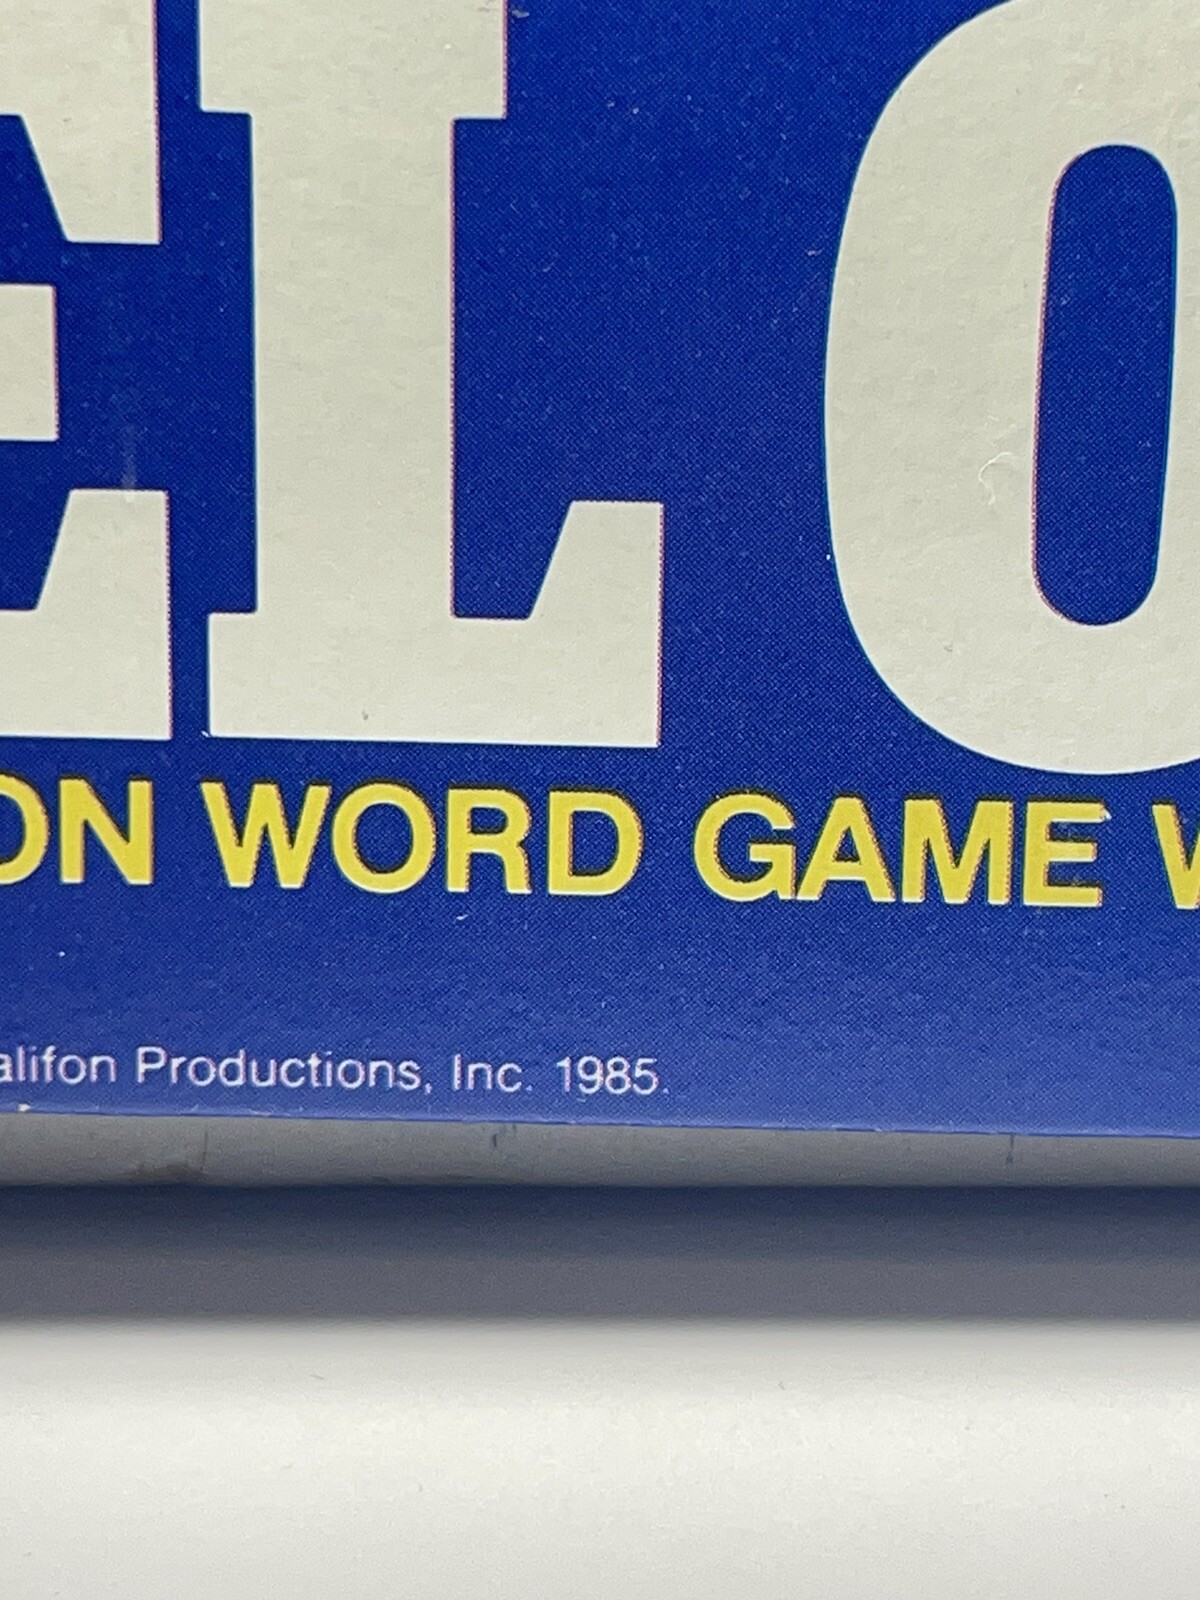 EL O
ON WORD GAME W
alifon Productions, Inc. 1985.